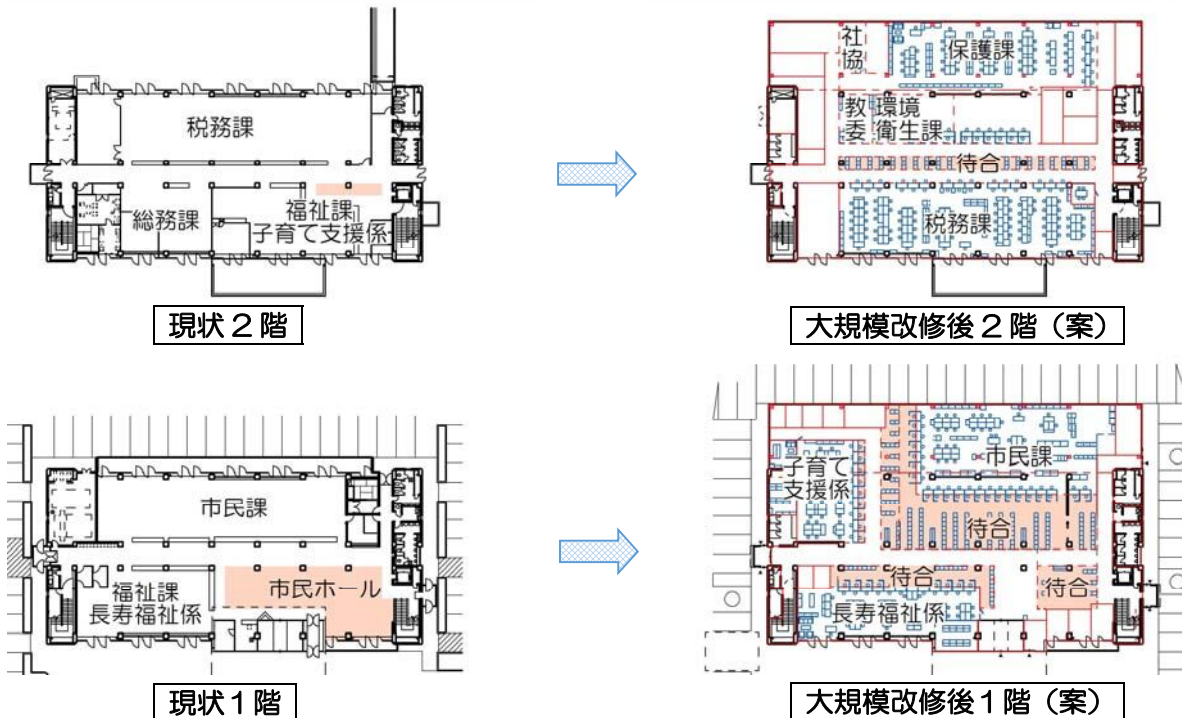 税務課
総務課
福祉課
子育て支援係
現状２階
社
協
保護課
教
委
環境
衛生課
待合
税務課
大規模改修後２階（案）
市民課
福祉課
長寿福祉係
市民ホール
現状１階
子育て
支援係
市民課
待合
待合
待合
長寿福祉係
大規模改修後１階（案）